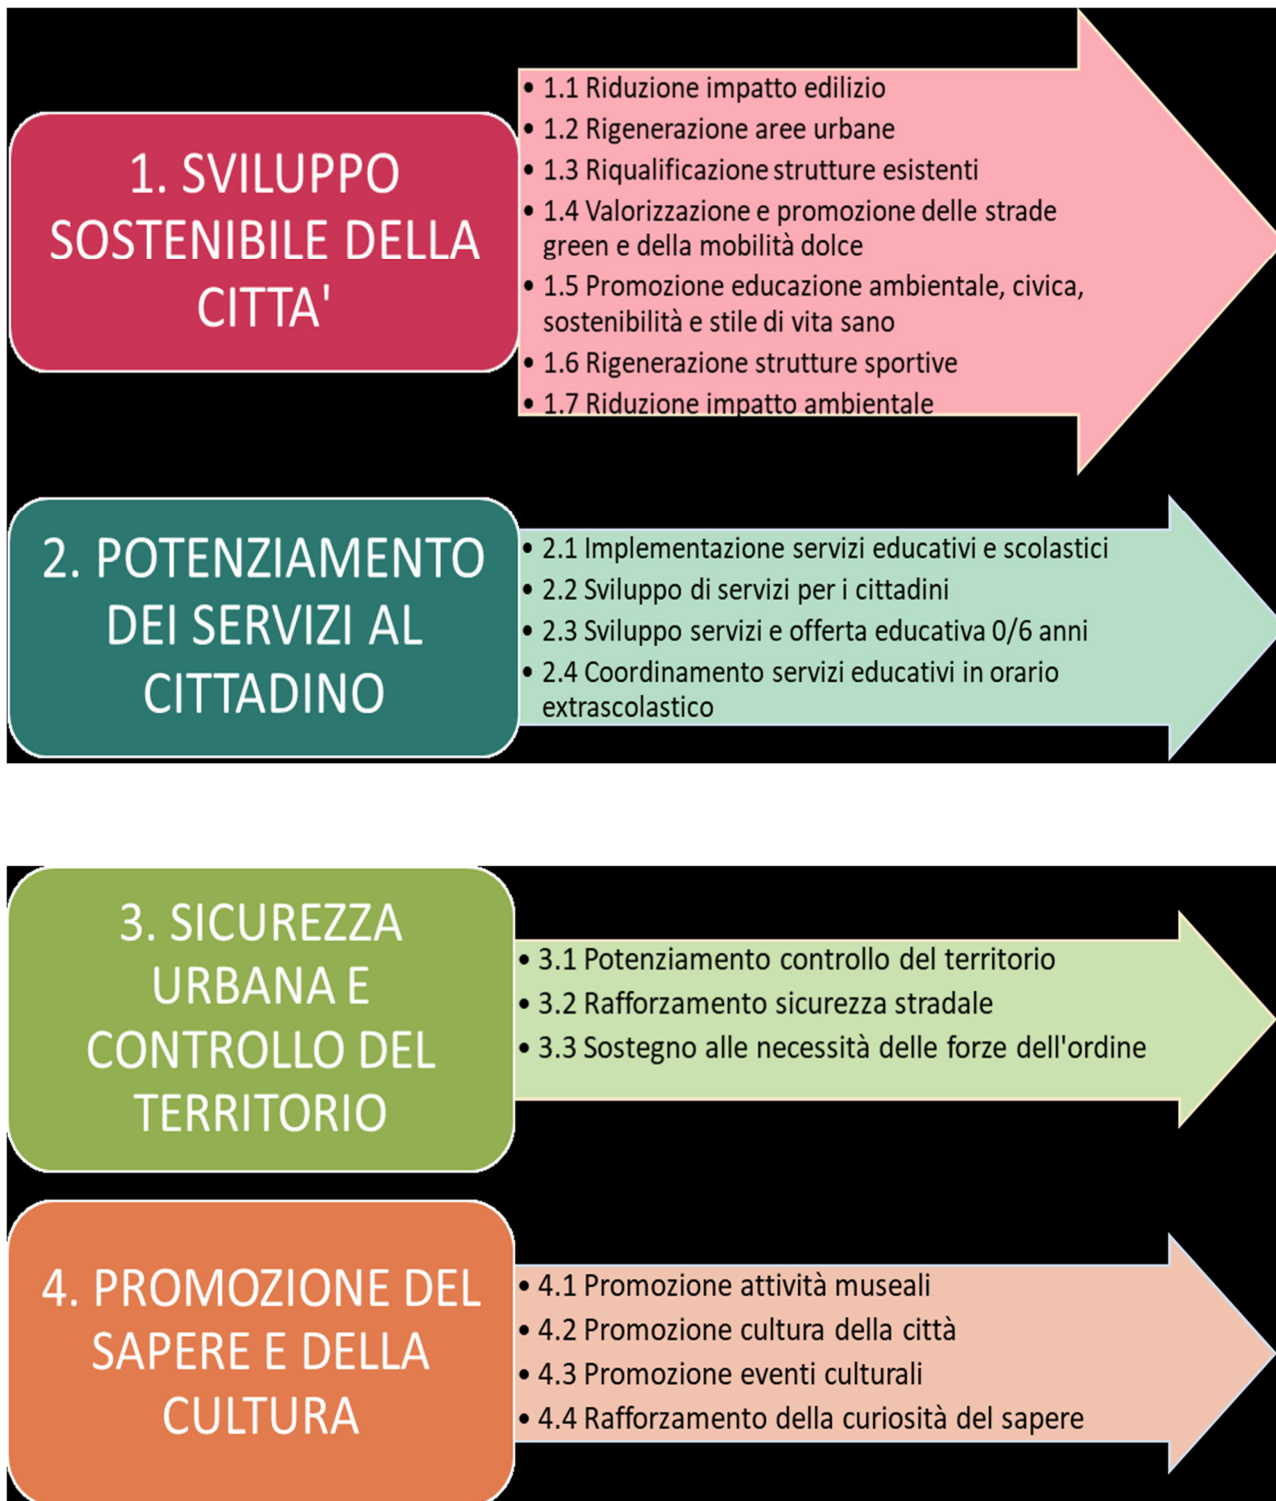 1. SVILUPPO
SOSTENIBILE DELLA
CITTA'
• 1.1 Riduzione impatto edilizio
• 1.2 Rigenerazione aree urbane
• 1.3 Riqualificazione strutture esistenti
• 1.4 Valorizzazione e promozione delle strade
green e della mobilità dolce
• 1.5 Promozione educazione ambientale, civica,
sostenibilità e stile di vita sano
• 1.6 Rigenerazione strutture sportive
• 1.7 Riduzione impatto ambientale
2. POTENZIAMENTO
DEI SERVIZI AL
CITTADINO
• 2.1 Implementazione servizi educativi e scolastici
• 2.2 Sviluppo di servizi per i cittadini
• 2.3 Sviluppo servizi e offerta educativa 0/6 anni
• 2.4 Coordinamento servizi educativi in orario
extrascolastico
3. SICUREZZA
URBANA E
CONTROLLO DEL
TERRITORIO
• 3.1 Potenziamento controllo del territorio
• 3.2 Rafforzamento sicurezza stradale
• 3.3 Sostegno alle necessità delle forze dell'ordine
4. PROMOZIONE DEL
SAPERE E DELLA
CULTURA
• 4.1 Promozione attività museali
• 4.2 Promozione cultura della città
• 4.3 Promozione eventi culturali
• 4.4 Rafforzamento della curiosità del sapere